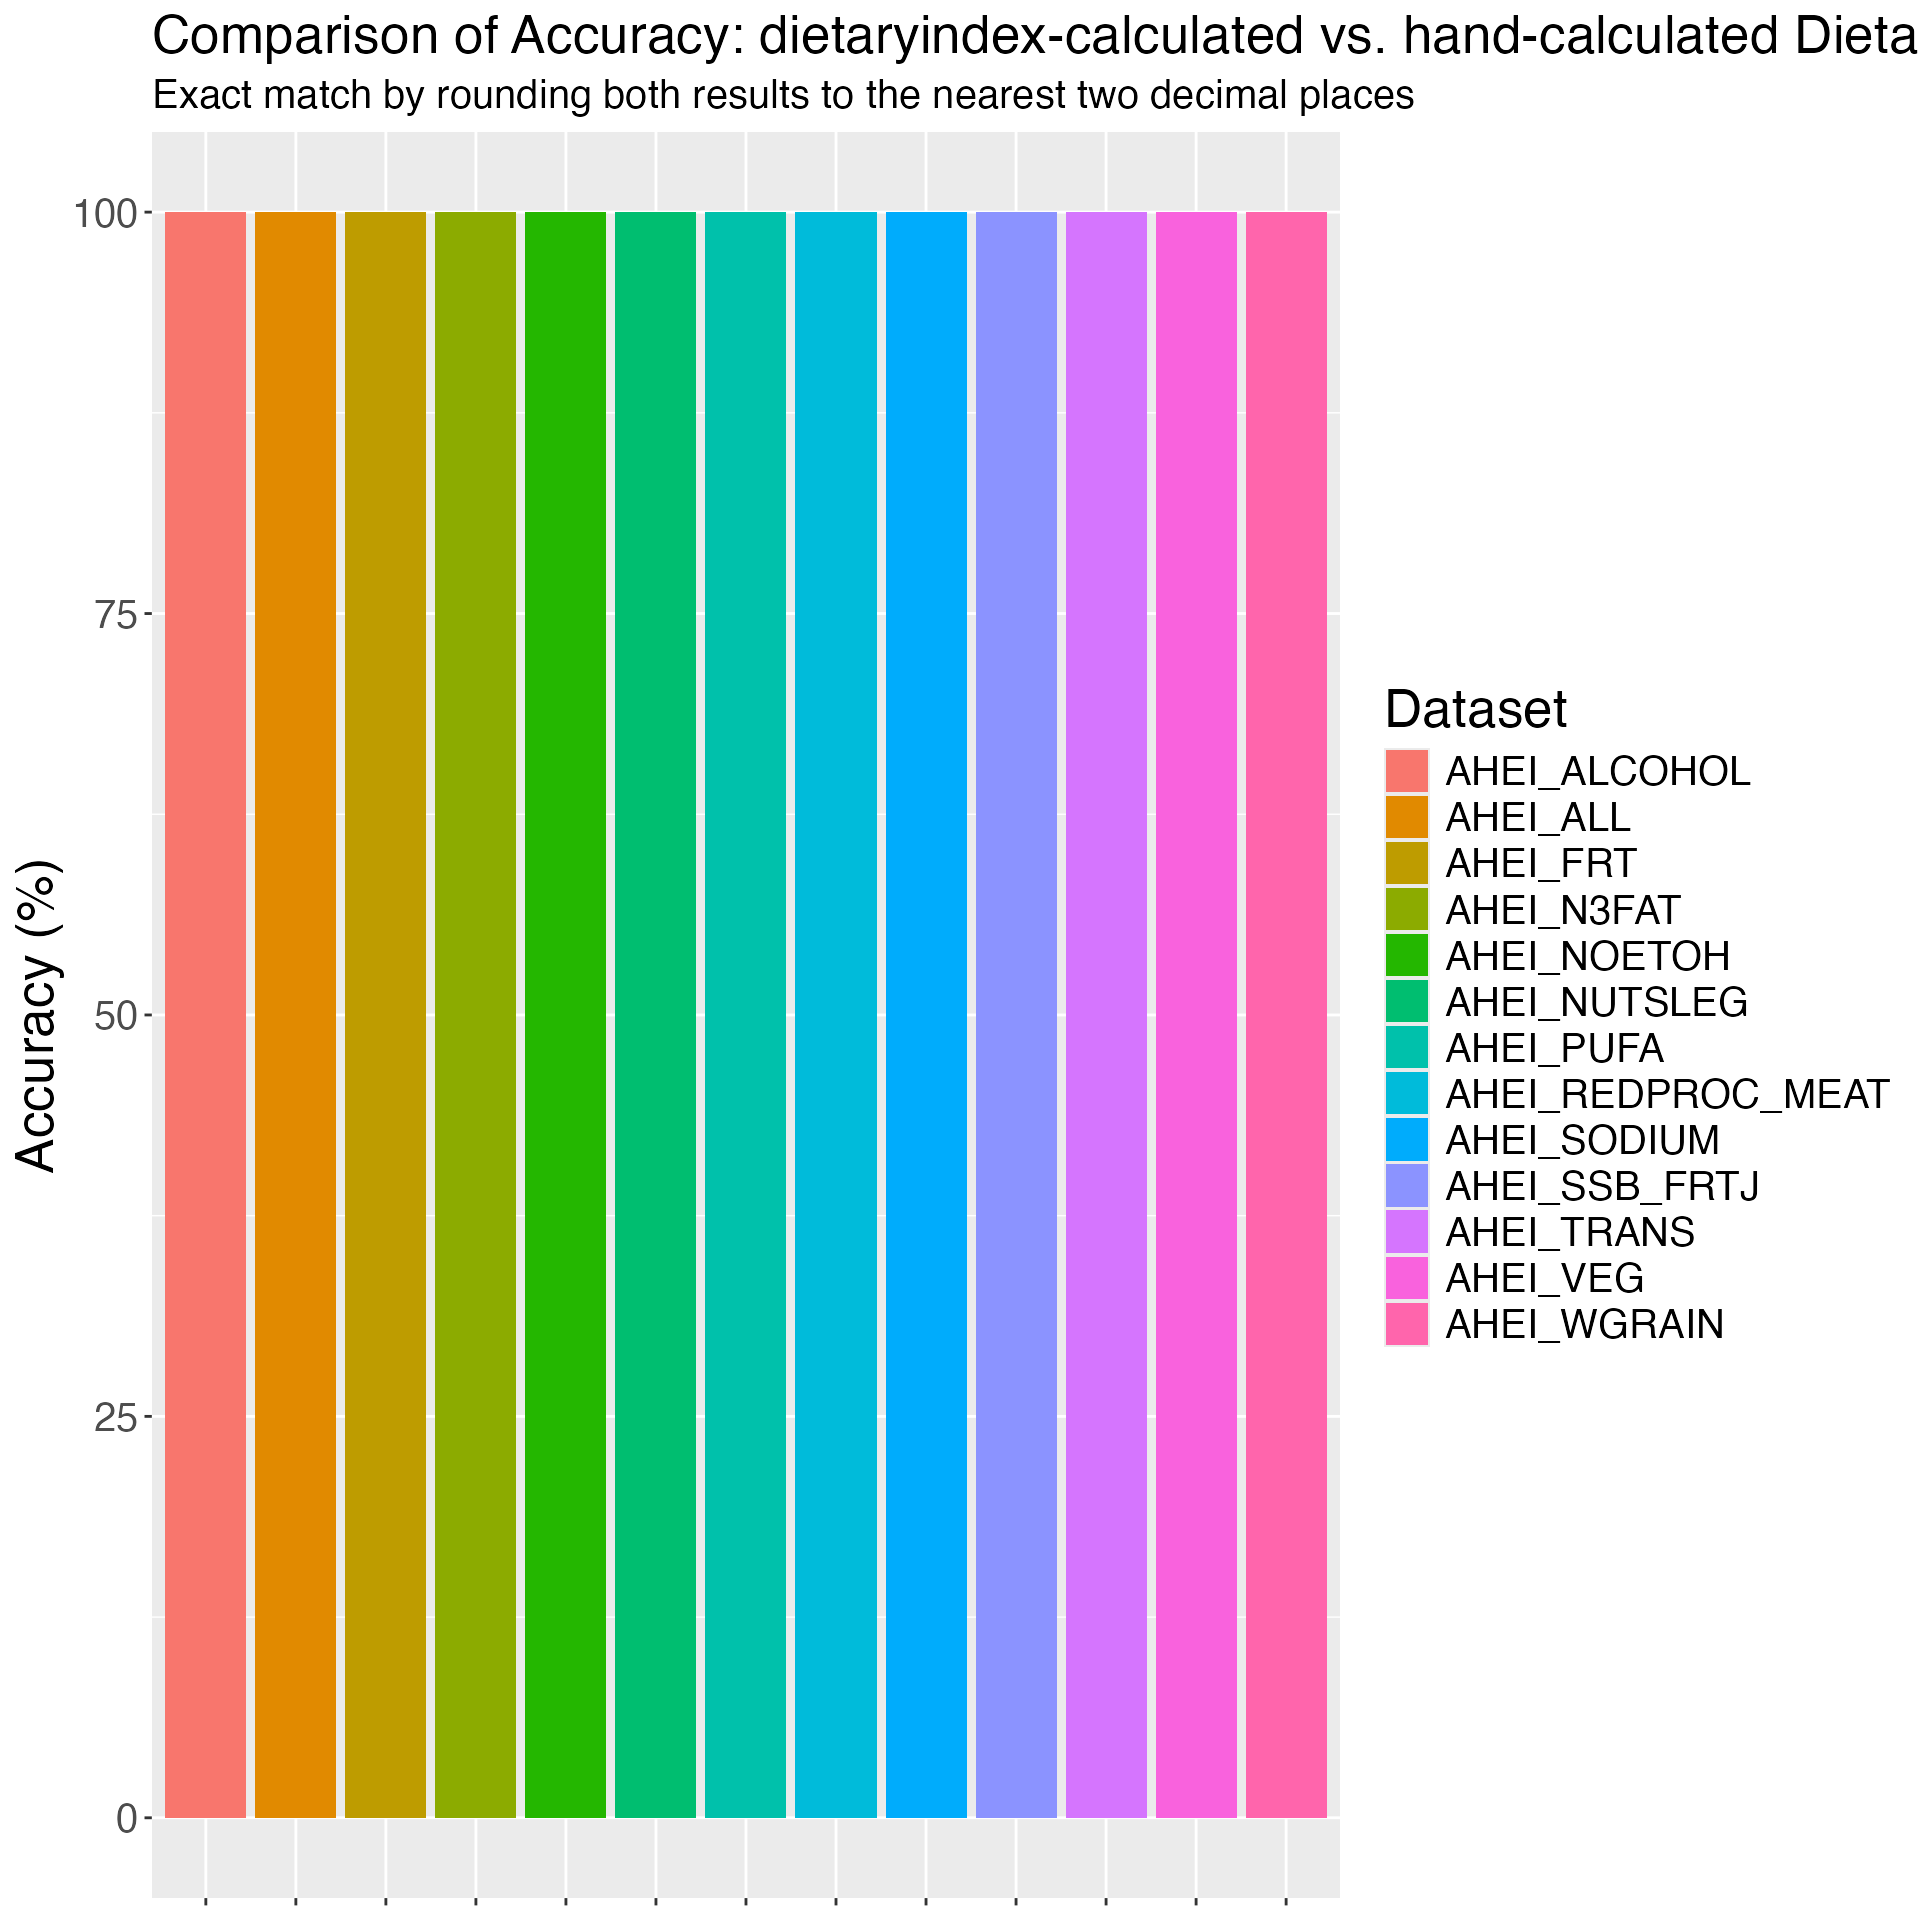 Comparison of Accuracy: dietaryindex-calculated vs. hand-calculated Dieta
Exact match by rounding both results to the nearest two decimal places
100
75
50
25
0
Accuracy (%)
Dataset
AHEI_ALCOHOL
AHEI_ALL
AHEI_FRT
AHEI_N3FAT
AHEI_NOETOH
AHEI_NUTSLEG
AHEI_PUFA
AHEI_REDPROC_MEAT
AHEI_SODIUM
AHEI_SSB_FRTJ
AHEI_TRANS
AHEI_VEG
AHEI_WGRAIN